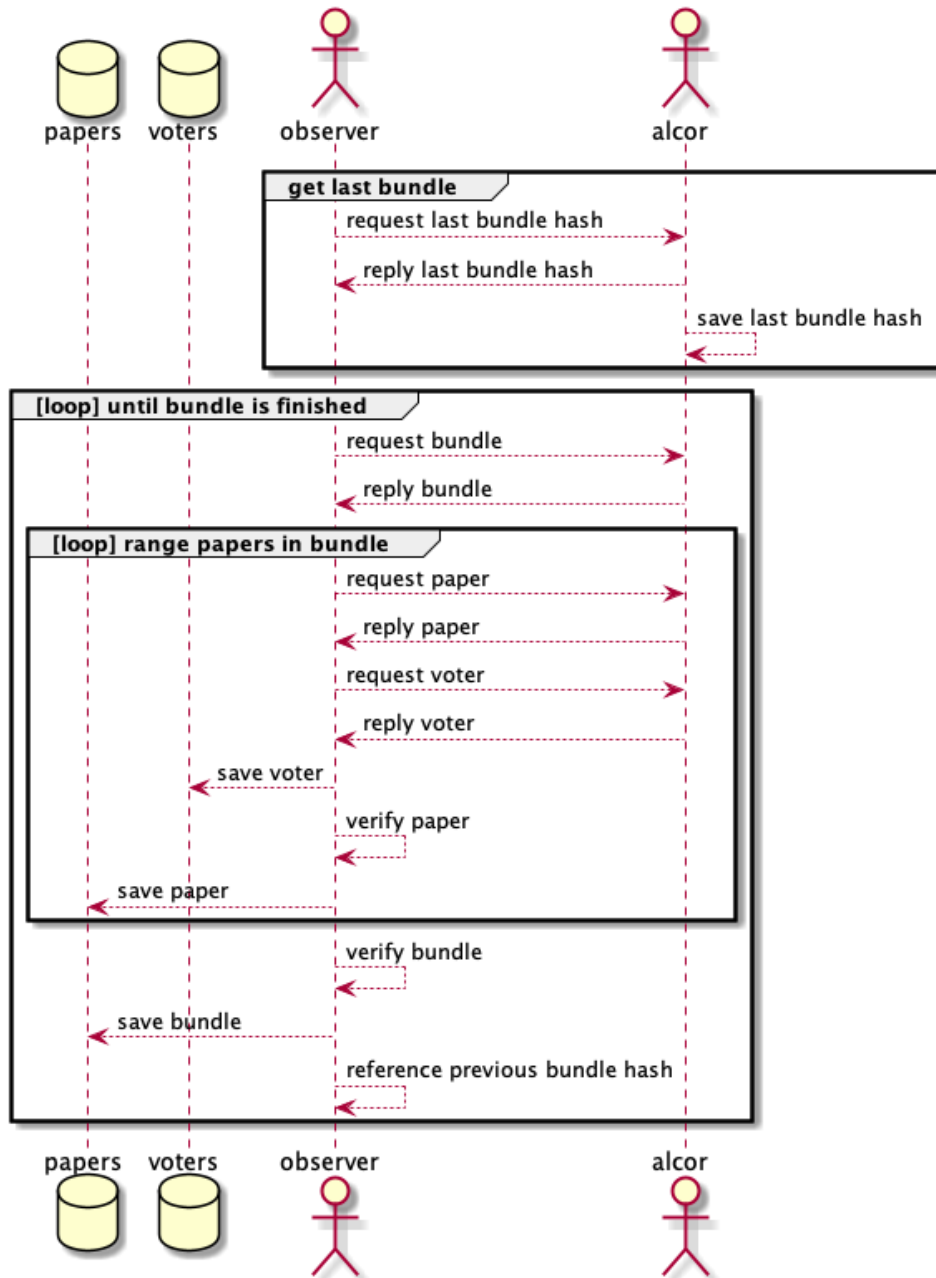 papers voters observer alcor
get last bundle
request last bundle hash
reply last bundle hash
save last bundle hash
[loop] until bundle is finished
request bundle
reply bundle
[loop] range papers in bundle
request paper
reply paper
request voter
reply voter
save voter
verify paper
save paper
verify bundle
save bundle
reference previous bundle hash
papers voters observer alcor